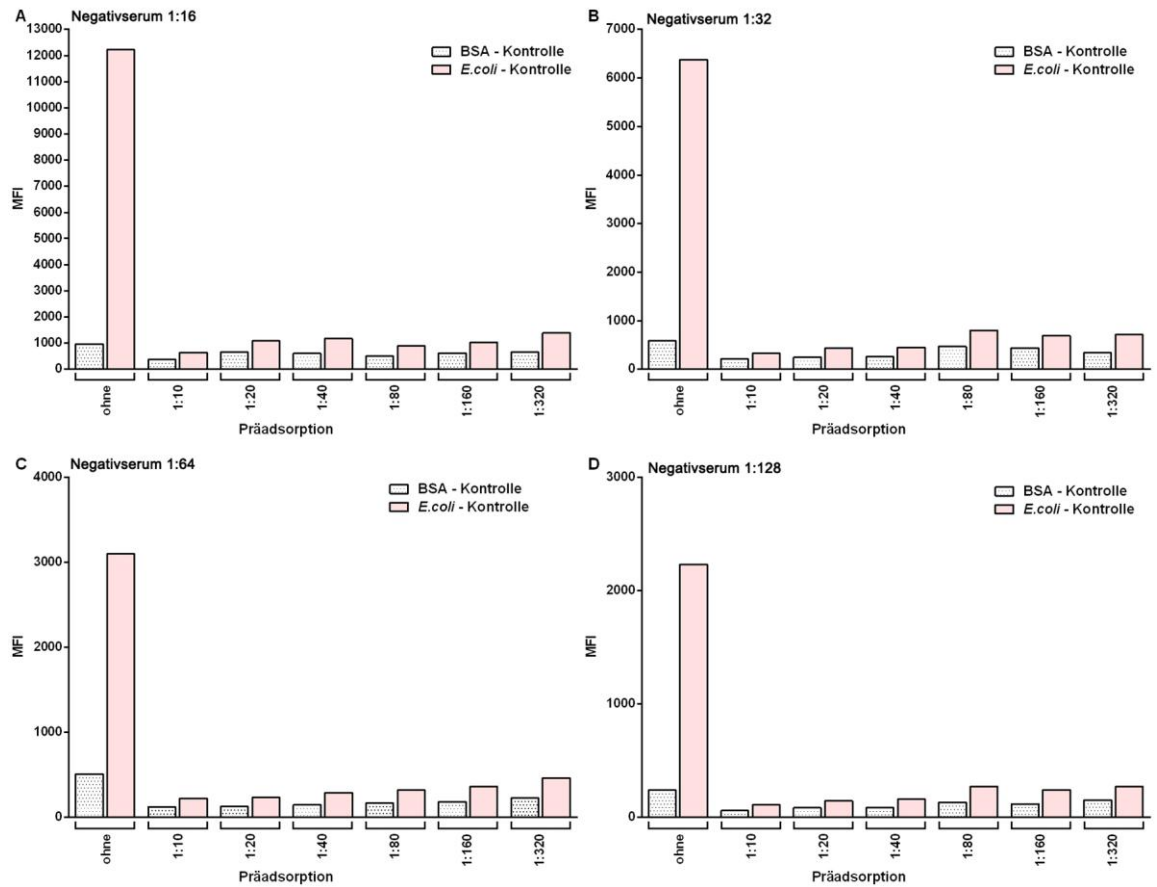 A
Negativserum 1:16
13000
12000
11000
10000
9000
8000
7000
6000
5000
4000
3000
2000
1000
0
MFI
BSA - Kontrolle
E.coli - Kontrolle
ohne
1:10
1:20
1:40
1:80
1:160
1:320
Präadsorption
B
Negativserum 1:32
7000
6000
5000
4000
3000
2000
1000
0
MFI
BSA - Kontrolle
E.coli - Kontrolle
ohne
1:10
1:20
1:40
1:80
1:160
1:320
Präadsorption
C
Negativserum 1:64
4000
3000
2000
1000
0
MFI
BSA - Kontrolle
E.coli - Kontrolle
ohne
1:10
1:20
1:40
1:80
1:160
1:320
Präadsorption
D
Negativserum 1:128
3000
2000
1000
0
MFI
BSA - Kontrolle
E.coli - Kontrolle
ohne
1:10
1:20
1:40
1:80
1:160
1:320
Präadsorption